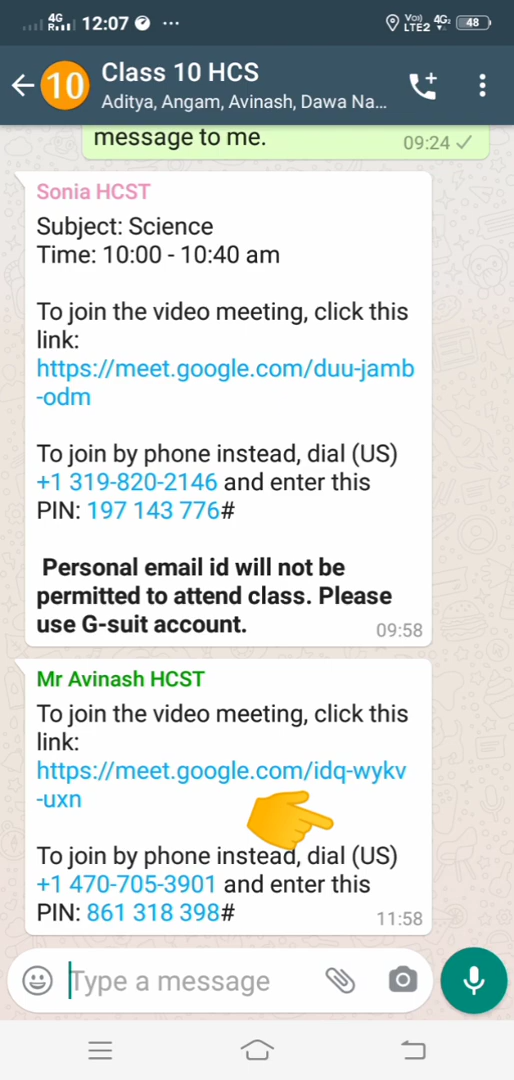 4G
R
12:07
Vo))
LTE2
4G
48
10
Class 10 HCS
Aditya, Angam, Avinash, Dawa Na...
message to me.
09:24
Sonia HCST
Subject: Science
Time: 10:00 - 10:40 am
To join the video meeting, click this
link:
https://meet.google.com/duu-jamb
-odm
To join by phone instead, dial (US)
+1 319-820-2146 and enter this
PIN: 197 143 776#
Personal email id will not be
permitted to attend class. Please
use G-suit account.
09:58
Mr Avinash HCST
To join the video meeting, click this
link:
https://meet.google.com/idq-wykv
-uxn
To join by phone instead, dial (US)
+1 470-705-3901 and enter this
PIN: 861 318 398#
11:58
Type a message